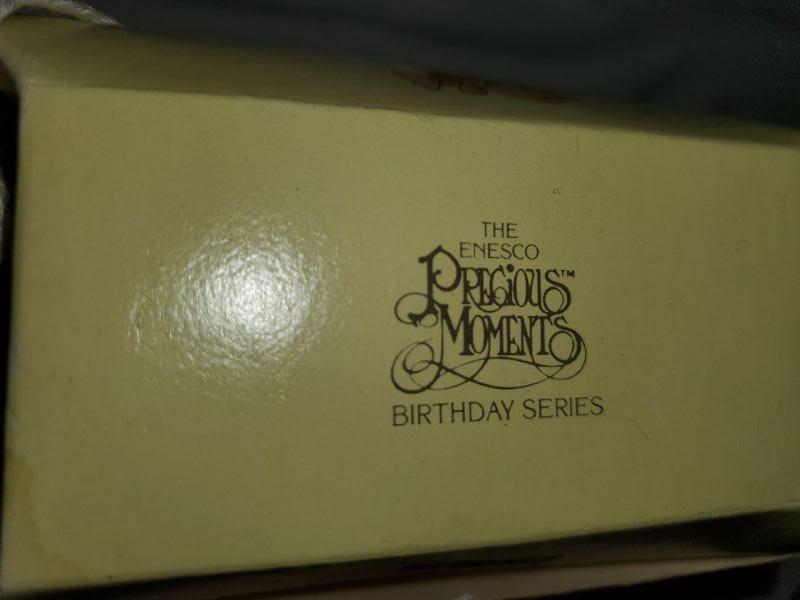 THE
ENESCO
PRECIOUS™
MOMENTS
BIRTHDAY SERIES